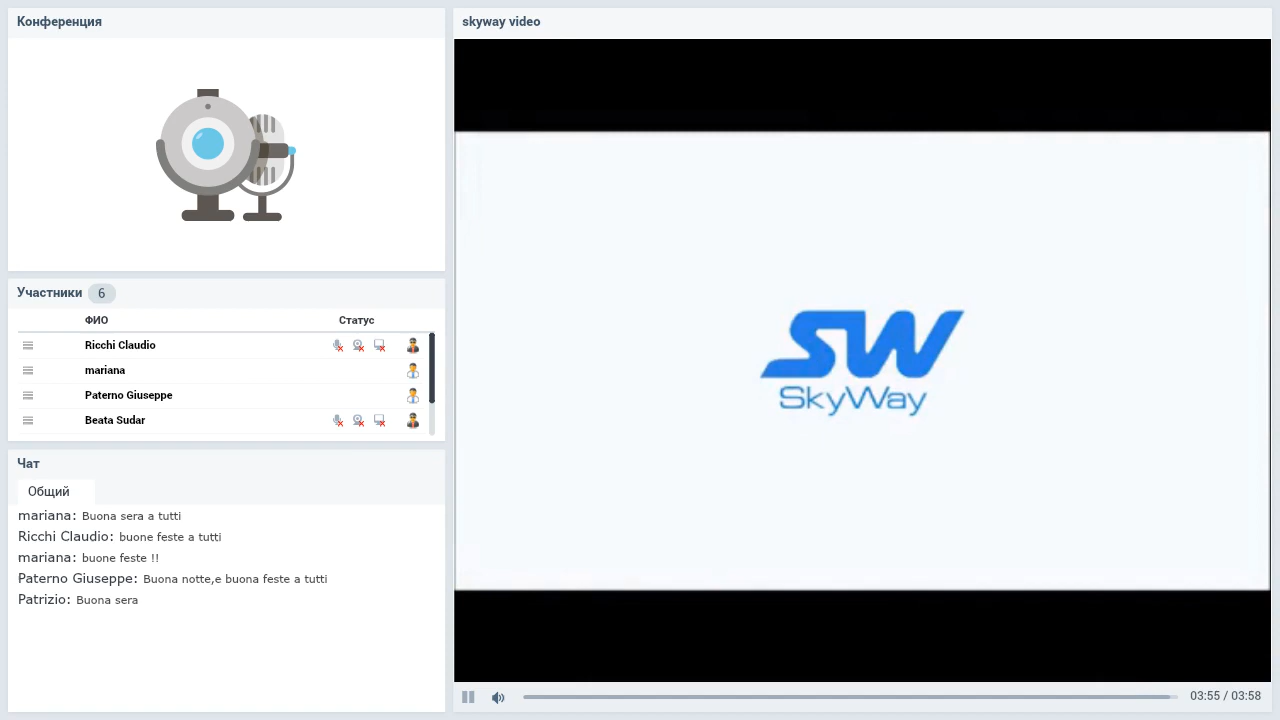 Конференция
Участники 6
ФИО Статус
Ricchi Claudio
mariana
Paterno Giuseppe
Beata Sudar
Чат
Общий
mariana: Buona sera a tutti
Ricchi Claudio: buone feste a tutti
mariana: buone feste !!
Paterno Giuseppe: Buona notte,e buona feste a tutti
Patrizio: Buona sera
skyway video
SW
SkyWay
03:55 / 03:58